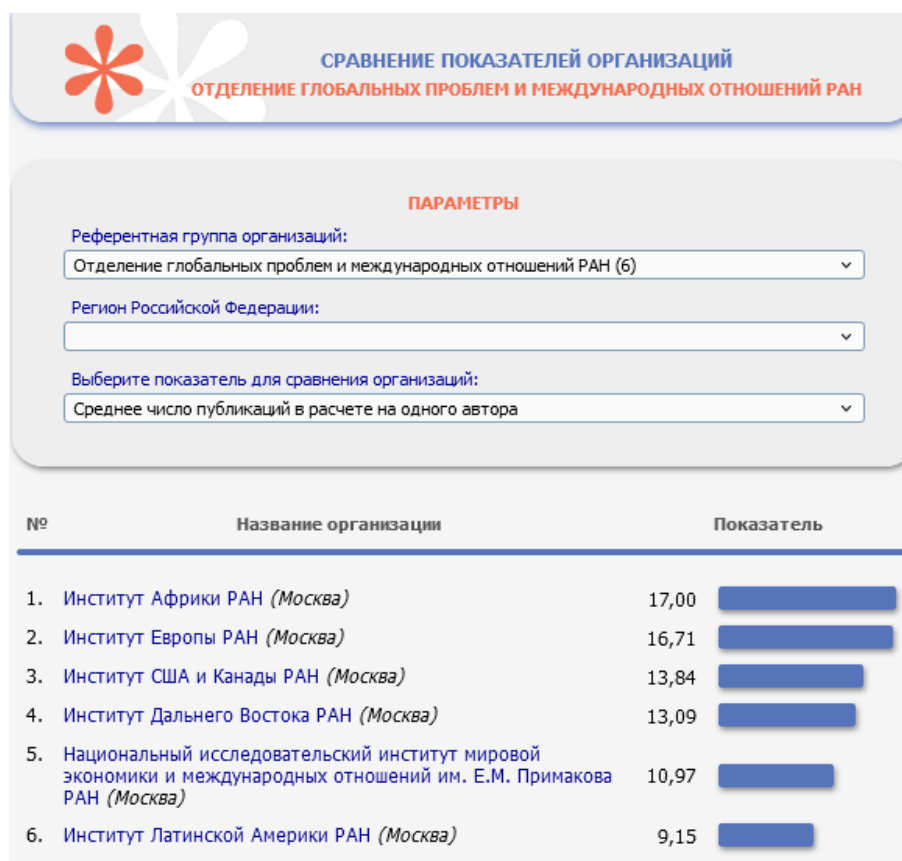 СРАВНЕНИЕ ПОКАЗАТЕЛЕЙ ОРГАНИЗАЦИЙ
ОТДЕЛЕНИЕ ГЛОБАЛЬНЫХ ПРОБЛЕМ И МЕЖДУНАРОДНЫХ ОТНОШЕНИЙ РАН
ПАРАМЕТРЫ
Референтная группа организаций:
Отделение глобальных проблем и международных отношений РАН (6)
Регион Российской Федерации:
Выберите показатель для сравнения организаций:
Среднее число публикаций в расчете на одного автора
№ Название организации Показатель
1. Институт Африки РАН (Москва) 17,00
2. Институт Европы РАН (Москва) 16,71
3. Институт США и Канады РАН (Москва) 13,84
4. Институт Дальнего Востока РАН (Москва) 13,09
5. Национальный исследовательский институт мировой
экономики и международных отношений им. Е.М. Примакова 10,97
РАН (Москва)
6. Институт Латинской Америки РАН (Москва) 9,15